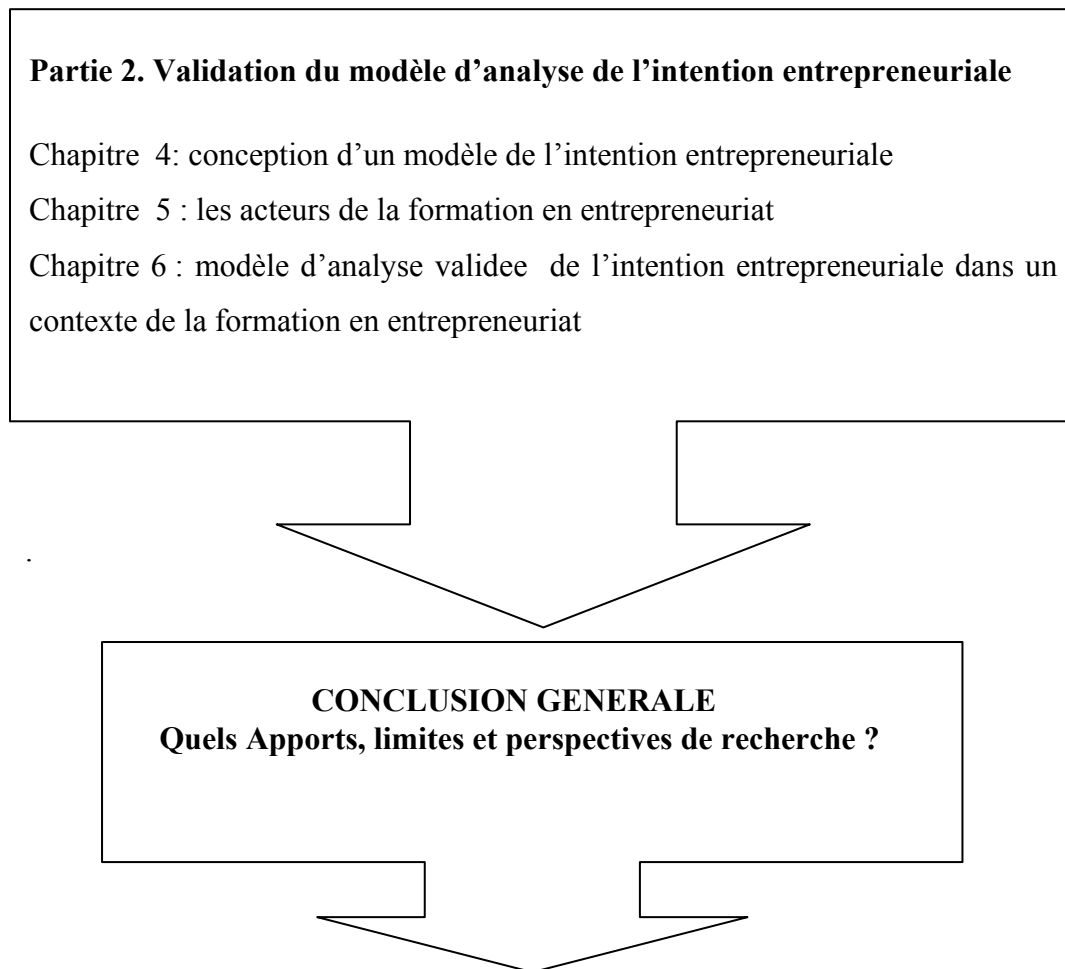 Partie 2. Validation du modèle d’analyse de l’intention entrepreneuriale
Chapitre 4: conception d’un modèle de l’intention entrepreneuriale
Chapitre 5 : les acteurs de la formation en entrepreneuriat
Chapitre 6 : modèle d’analyse validee de l’intention entrepreneuriale dans un
contexte de la formation en entrepreneuriat
.
CONCLUSION GENERALE
Quels Apports, limites et perspectives de recherche ?